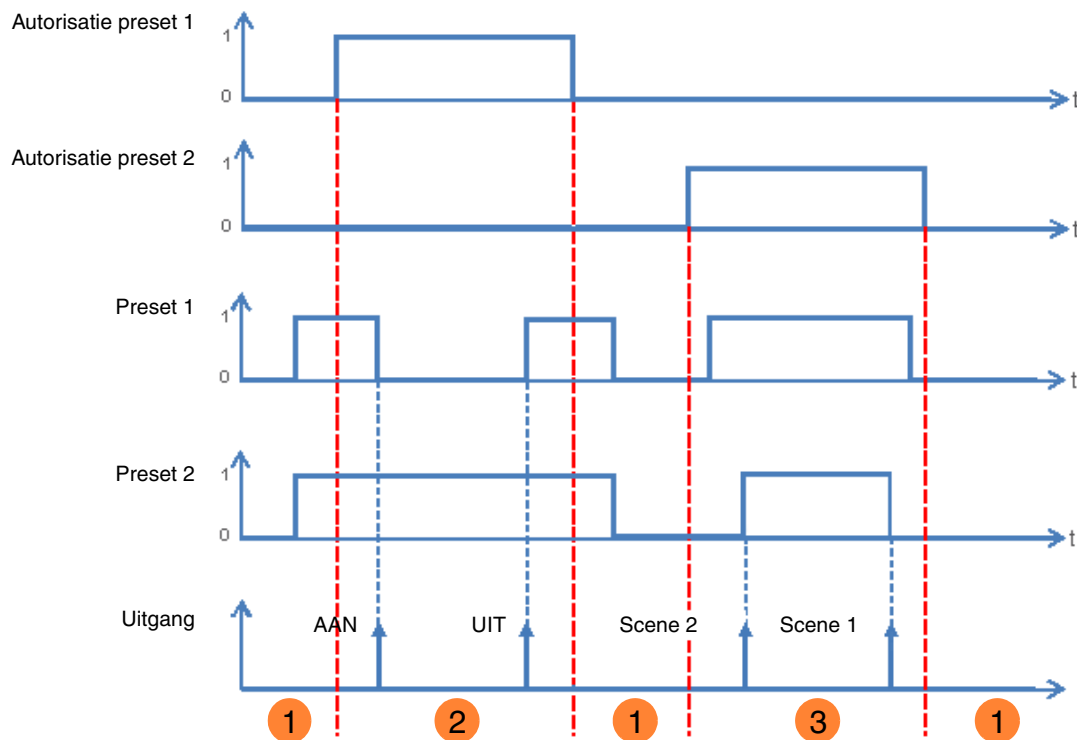 Autorisatie preset 1
1
0
t
Autorisatie preset 2
1
0
t
Preset 1
1
0
t
Preset 2
1
0
t
Uitgang
AAN
UIT
Scene 2
Scene 1
1
2
1
3
1